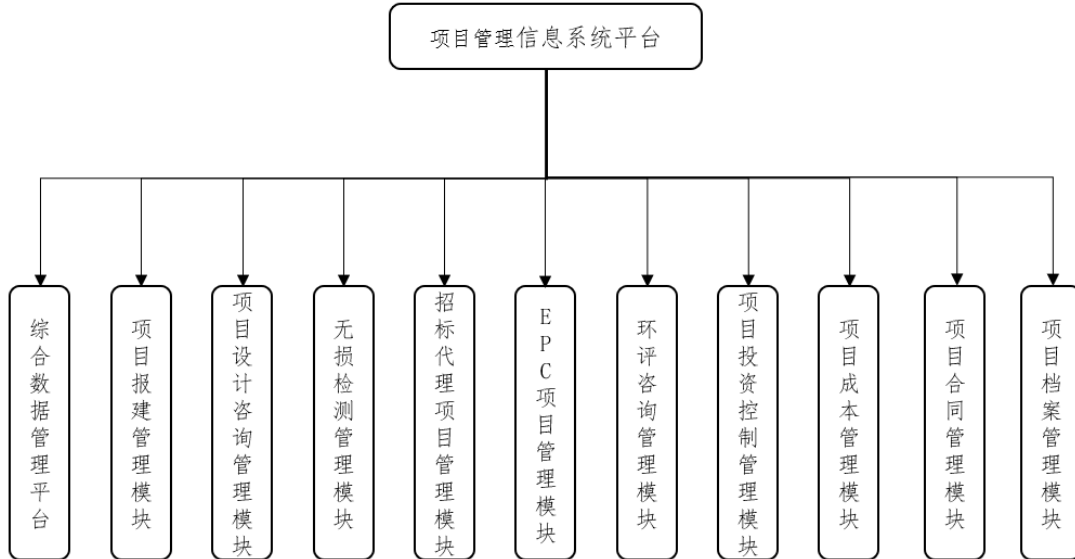 项目管理信息系统平台
综合数据管理平台
项目报建管理模块
项目设计咨询管理模块
无损检测管理模块
招标代理项目管理模块
EPC项目管理模块
环评咨询管理模块
项目投资控制管理模块
项目成本管理模块
项目合同管理模块
项目档案管理模块